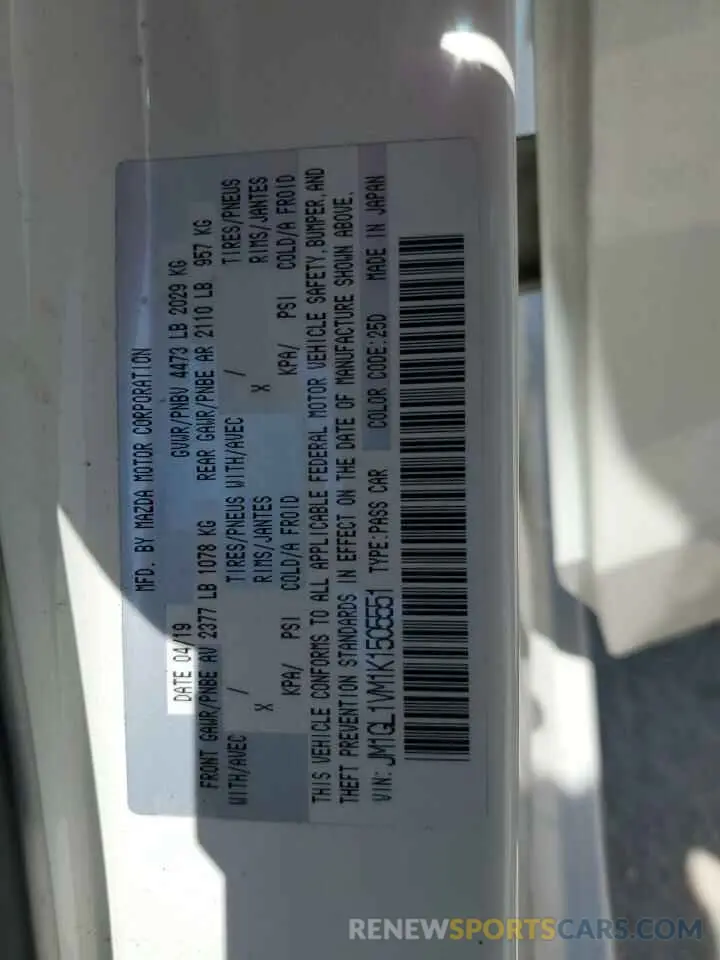 MFD. BY MAZDA MOTOR CORPORATION
DATE 04/19 GVWR/PNBV 4473 LB 2029 KG
FRONT GAWR/PNBE AV 2377 LB 1078 KG REAR GAWR/PNBE AR 2110 LB 957 KG
WITH/AVEC / TIRES/PNEUS WITH/AVEC / TIRES/PNEUS
X RIMS/JANTES X RIMS/JANTES
KPA/ PSI COLD/A FROID KPA/ PSI COLD/A FROID
THIS VEHICLE CONFORMS TO ALL APPLICABLE FEDERAL MOTOR VEHICLE SAFETY, BUMPER, AND
THEFT PREVENTION STANDARDS IN EFFECT ON THE DATE OF MANUFACTURE SHOWN ABOVE.
VIN: JM1GL1VM1K1505551 TYPE: PASS CAR COLOR CODE: 25D MADE IN JAPAN
RENEWSPORTSCARS.COM